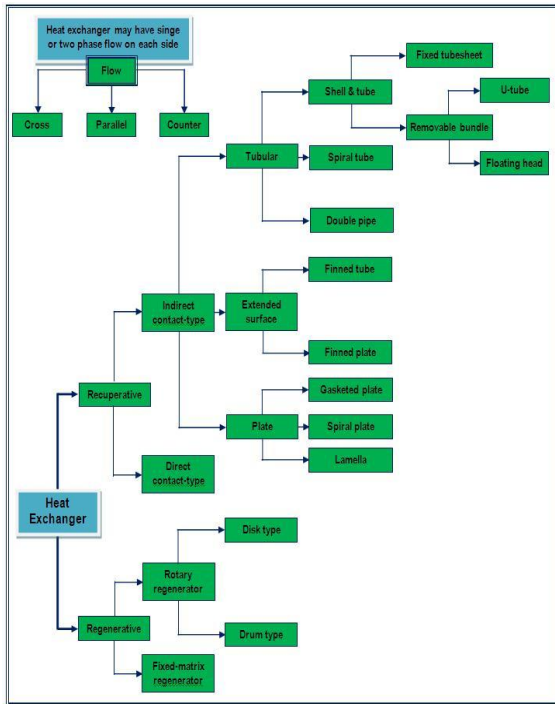 Heat exchanger may have singe
or two phase flow on each side
Flow
Cross
Parallel
Counter
Fixed tubesheet
Shell & tube
U-tube
Removable bundle
Tubular
Spiral tube
Floating head
Double pipe
Finned tube
Indirect
contact-type
Extended
surface
Finned plate
Recuperative
Gasketed plate
Plate
Spiral plate
Lamella
Direct
contact-type
Heat
Exchanger
Disk type
Rotary
regenerator
Regenerative
Drum type
Fixed-matrix
regenerator